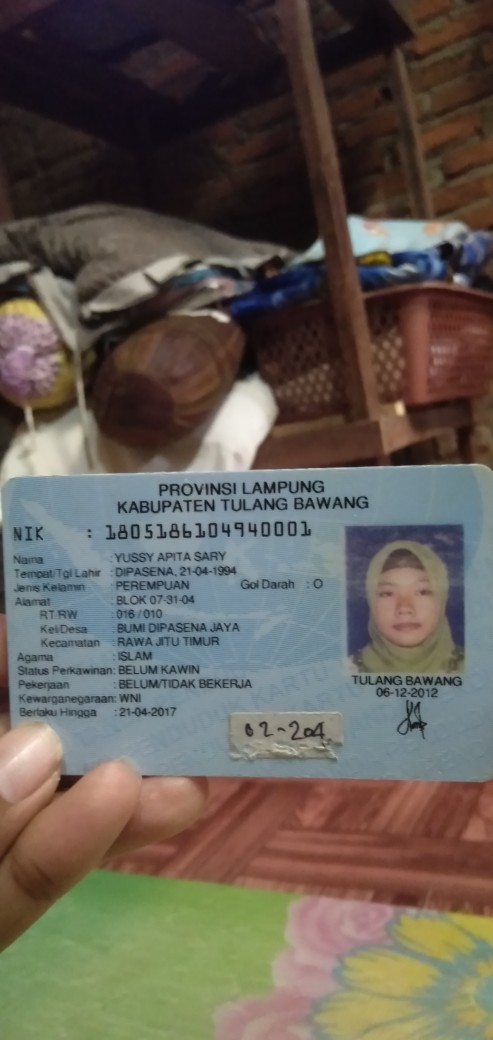 PROVINSI LAMPUNG
KABUPATEN TULANG BAWANG
NIK : 1805186104940001
Nama : YUSSY APITA SARY
Tempat/Tgl Lahir : DIPASENA, 21-04-1994
Jenis Kelamin : PEREMPUAN Gol Darah : O
Alamat : BLOK 07-31-04
RT/RW : 016 / 010
Kel/Desa : BUMI DIPASENA JAYA
Kecamatan : RAWA JITU TIMUR
Agama : ISLAM
Status Perkawinan: BELUM KAWIN
Pekerjaan : BELUM/TIDAK BEKERJA
Kewarganegaraan: WNI
Berlaku Hingga : 21-04-2017
TULANG BAWANG
06-12-2012
02-204